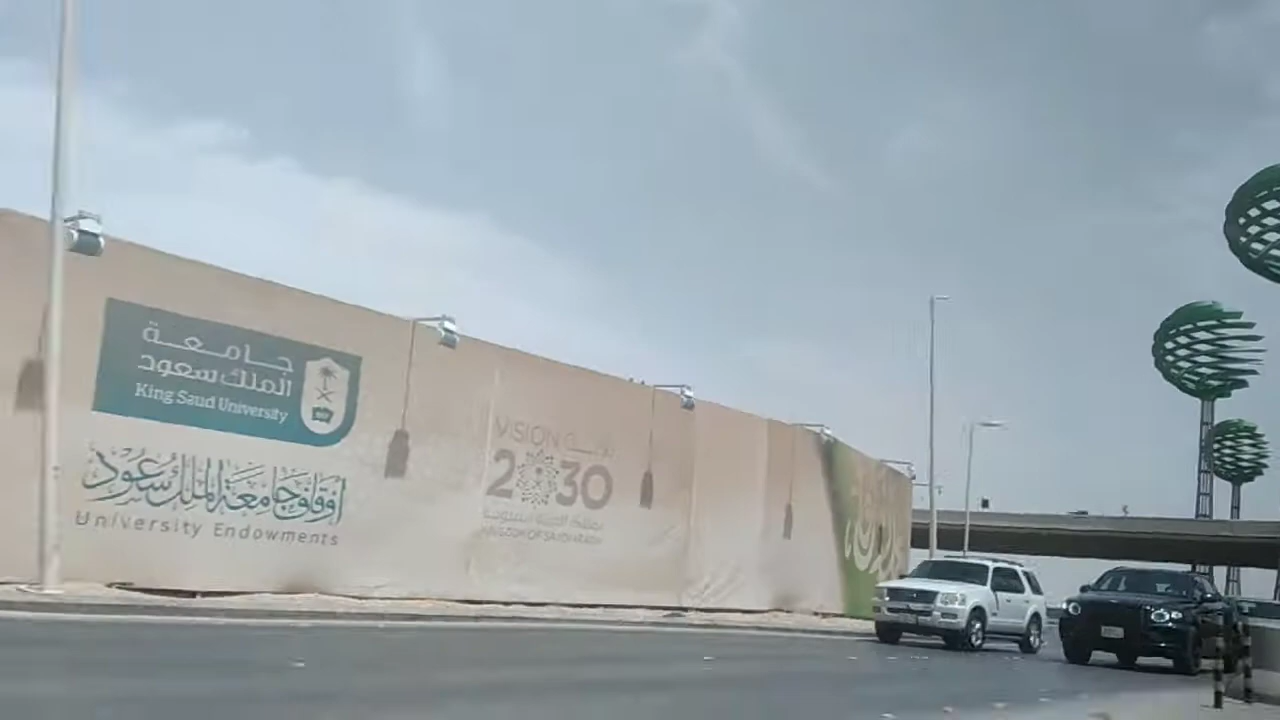 جامعة
الملك سعود
King Saud University
أوقاف جامعة الملك سعود
University Endowments
VISION رؤيـــة
2030
المملكة العربية السعودية
KINGDOM OF SAUDI ARABIA